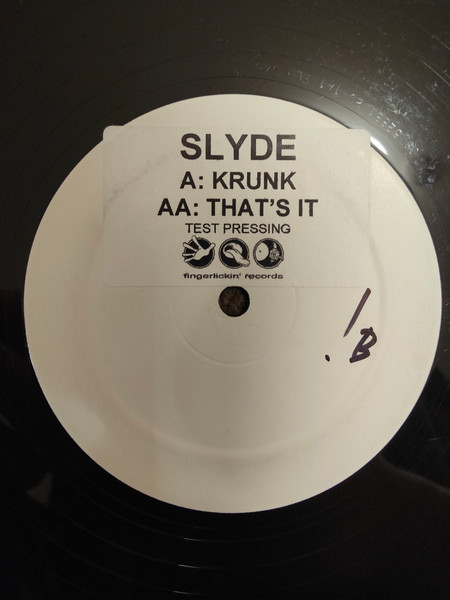 SLYDE
A: KRUNK
AA: THAT'S IT
TEST PRESSING
fingerlickin' records
! B